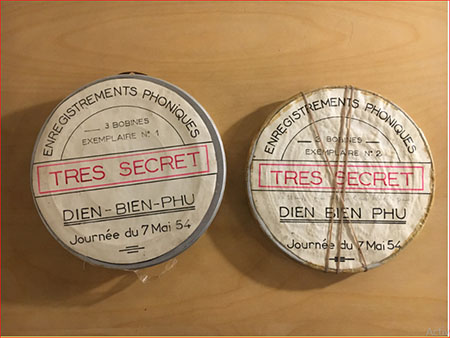 ENREGISTREMENTS PHONIQUES
3 BOBINES
EXEMPLAIRE N° 1
TRES SECRET
DIEN-BIEN-PHU
Journée du 7 Mai 54
ENREGISTREMENTS PHONIQUES
3 BOBINES
EXEMPLAIRE N° 2
TRES SECRET
DIEN BIEN PHU
Journée du 7 Mai 54